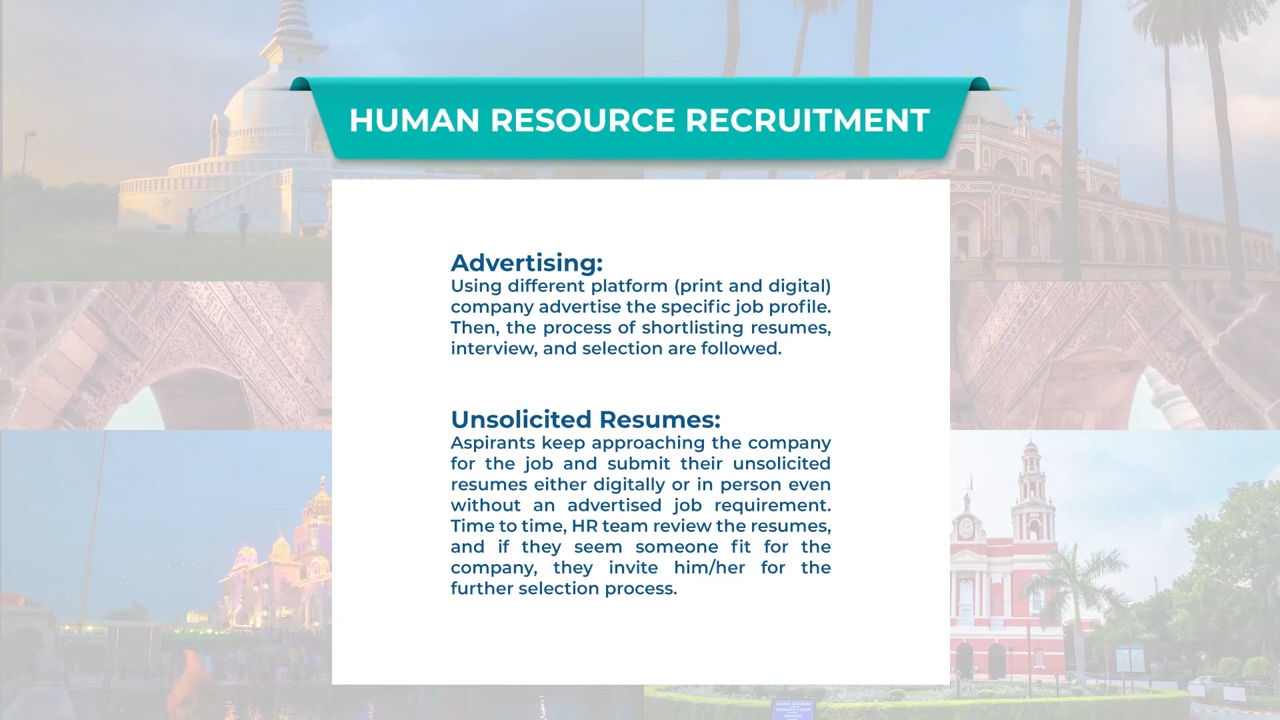 HUMAN RESOURCE RECRUITMENT
Advertising:
Using different platform (print and digital)
company advertise the specific job profile.
Then, the process of shortlisting resumes,
interview, and selection are followed.
Unsolicited Resumes:
Aspirants keep approaching the company
for the job and submit their unsolicited
resumes either digitally or in person even
without an advertised job requirement.
Time to time, HR team review the resumes,
and if they seem someone fit for the
company, they invite him/her for the
further selection process.